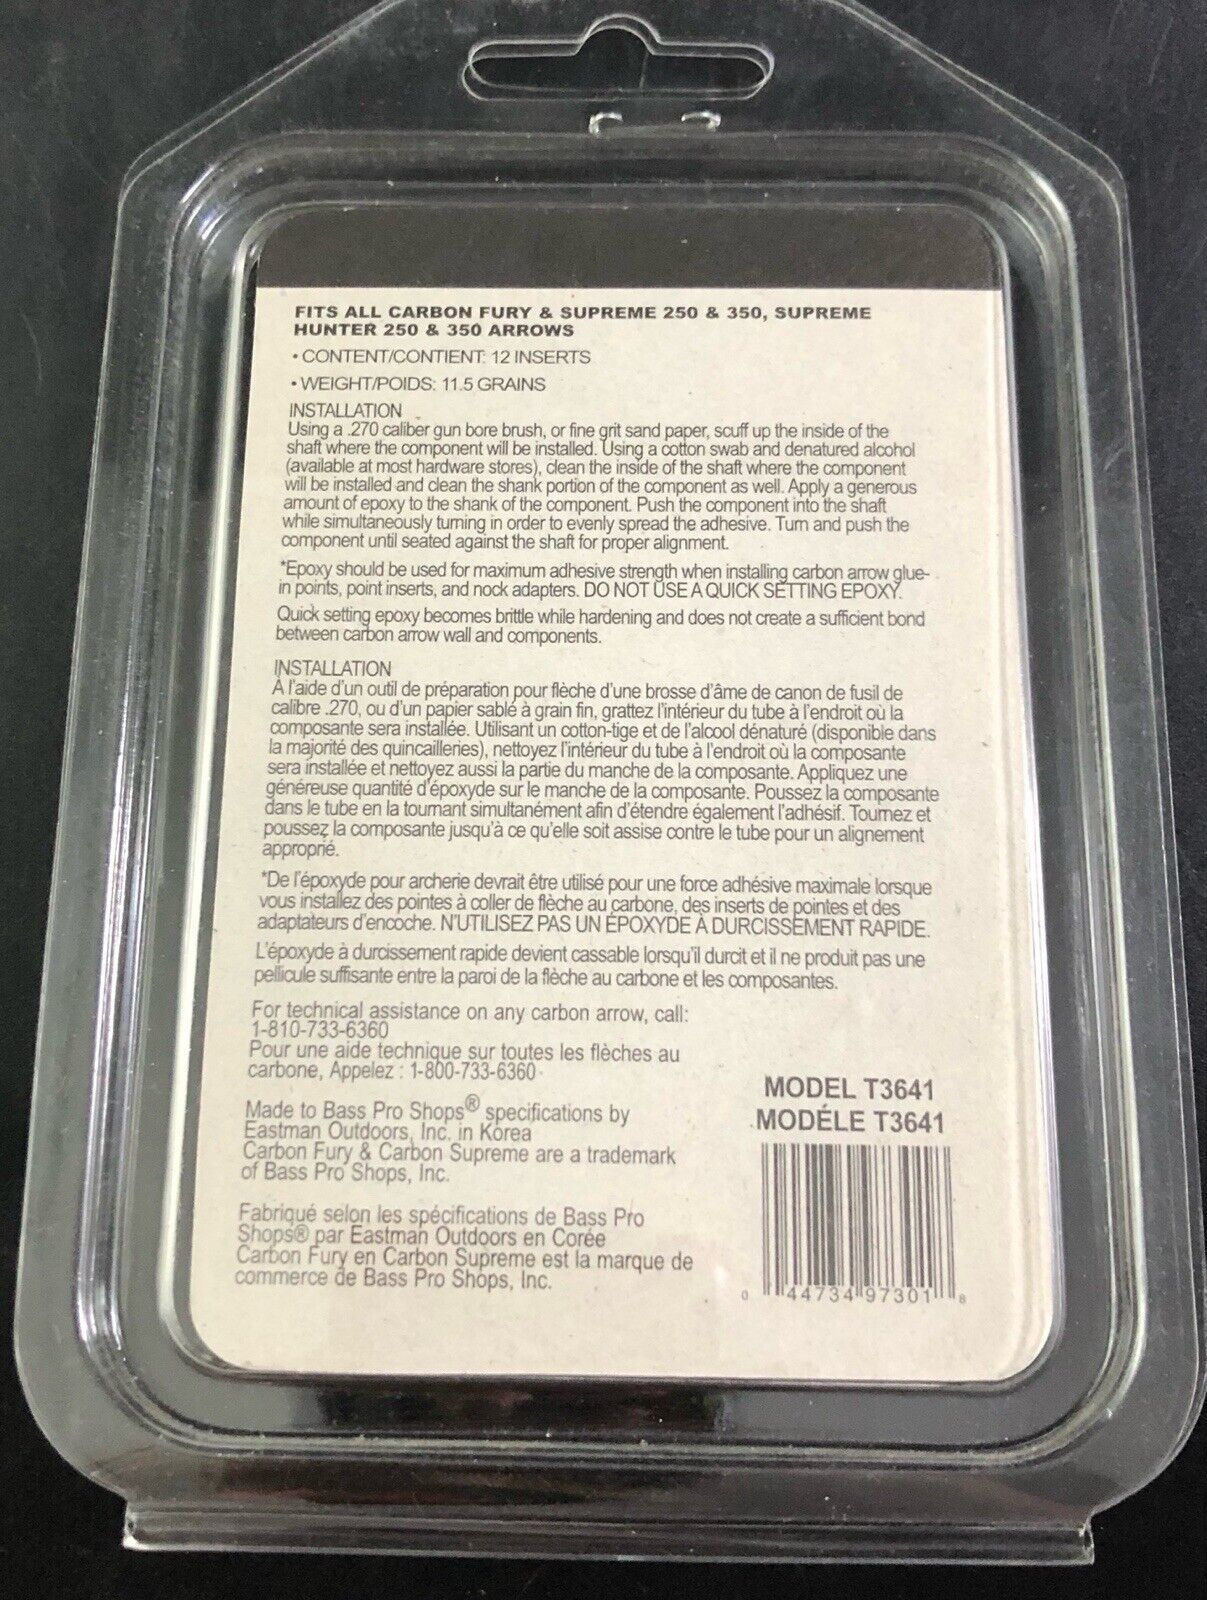 FITS ALL CARBON FURY & SUPREME 250 & 350, SUPREME
HUNTER 250 & 350 ARROWS
• CONTENT/CONTIENT: 12 INSERTS
• WEIGHT/POIDS: 11.5 GRAINS
INSTALLATION
Using a .270 caliber gun bore brush, or fine grit sand paper, scuff up the inside of the
shaft where the component will be installed. Using a cotton swab and denatured alcohol
(available at most hardware stores), clean the inside of the shaft where the component
will be installed and clean the shank portion of the component as well. Apply a generous
amount of epoxy to the shank of the component. Push the component into the shaft
while simultaneously turning in order to evenly spread the adhesive. Turn and push the
component until seated against the shaft for proper alignment.
*Epoxy should be used for maximum adhesive strength when installing carbon arrow glue-
in points, point inserts, and nock adapters. DO NOT USE A QUICK SETTING EPOXY.
Quick setting epoxy becomes brittle while hardening and does not create a sufficient bond
between carbon arrow wall and components.
INSTALLATION
À l'aide d'un outil de préparation pour flèche d'une brosse d'âme de canon de fusil de
calibre .270, ou d'un papier sablé à grain fin, grattez l'intérieur du tube à l'endroit où la
composante sera installée. Utilisant un cotton-tige et de l'alcool dénaturé (disponible dans
la majorité des quincailleries), nettoyez l'intérieur du tube à l'endroit où la composante
sera installée et nettoyez aussi la partie du manche de la composante. Appliquez une
généreuse quantité d'époxyde sur le manche de la composante. Poussez la composante
dans le tube en la tournant simultanément afin d'étendre également l'adhésif. Tournez et
poussez la composante jusqu'à ce qu'elle soit assise contre le tube pour un alignement
approprié.
*De l'époxyde pour archerie devrait être utilisé pour une force adhésive maximale lorsque
vous installez des pointes à coller de flèche au carbone, des inserts de pointes et des
adaptateurs d'encoche. N'UTILISEZ PAS UN ÉPOXYDE À DURCISSEMENT RAPIDE.
L'époxyde à durcissement rapide devient cassable lorsqu'il durcit et il ne produit pas une
pellicule suffisante entre la paroi de la flèche au carbone et les composantes.
For technical assistance on any carbon arrow, call:
1-810-733-6360
Pour une aide technique sur toutes les flèches au
carbone, Appelez : 1-800-733-6360
MODEL T3641
MODÉLE T3641
Made to Bass Pro Shops® specifications by
Eastman Outdoors, Inc. in Korea
Carbon Fury & Carbon Supreme are a trademark
of Bass Pro Shops, Inc.
Fabriqué selon les spécifications de Bass Pro
Shops® par Eastman Outdoors en Corée
Carbon Fury en Carbon Supreme est la marque de
commerce de Bass Pro Shops, Inc.
0 44734 97301 8